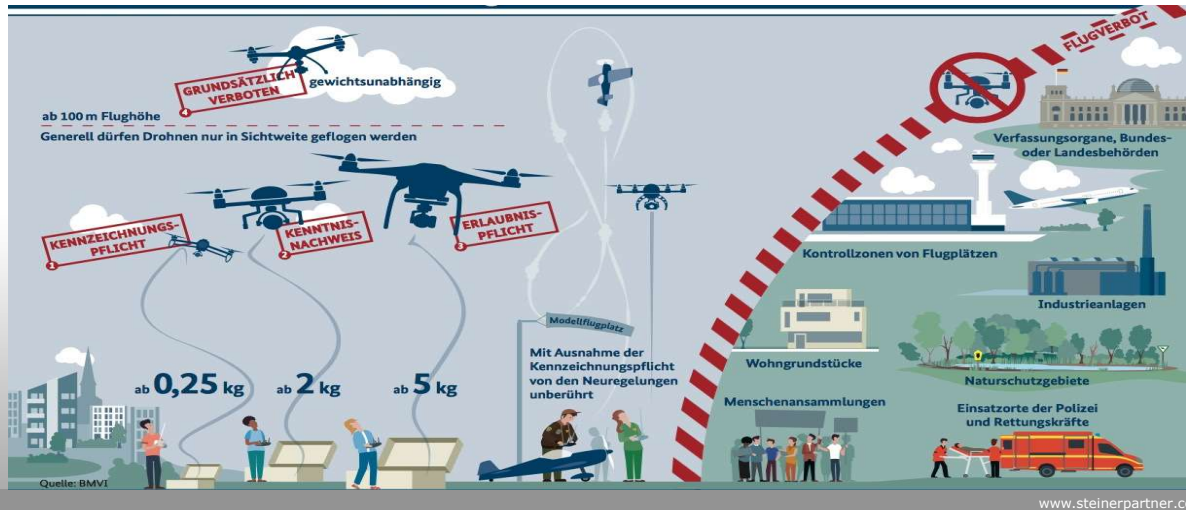 GRUNDSÄTZLICH
VERBOTEN
4
gewichtsunabhängig
ab 100 m Flughöhe
Generell dürfen Drohnen nur in Sichtweite geflogen werden
KENNZEICHNUNGS-
PFLICHT
1
KENNTNIS-
NACHWEIS
2
ERLAUBNIS-
PFLICHT
3
ab 0,25 kg
ab 2 kg
ab 5 kg
Modellflugplatz
Mit Ausnahme der
Kennzeichnungspflicht
von den Neuregelungen
unberührt
FLUGVERBOT
Verfassungsorgane, Bundes-
oder Landesbehörden
Kontrollzonen von Flugplätzen
Industrieanlagen
Wohngrundstücke
Naturschutzgebiete
Menschenansammlungen
Einsatzorte der Polizei
und Rettungskräfte
Quelle: BMVI
www.steinerpartner.c